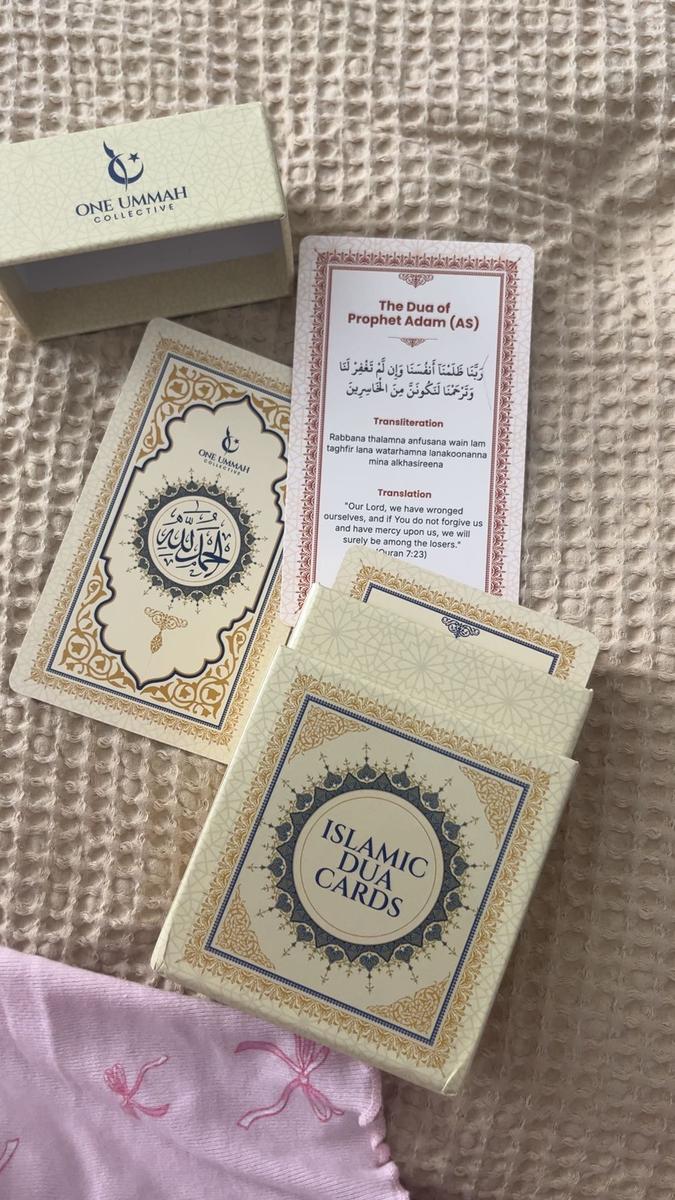 ONE UMMAH
COLLECTIVE
The Dua of
Prophet Adam (AS)
رَبَّنَا ظَلَمْنَا أَنفُسَنَا وَإِن لَّمْ تَغْفِرْ لَنَا
وَتَرْحَمْنَا لَنَكُونَنَّ مِنَ الْخَاسِرِينَ
Transliteration
Rabbana thalamna anfusana wain lam
taghfir lana watarhamna lanakoonanna
mina alkhasireena
Translation
"Our Lord, we have wronged
ourselves, and if You do not forgive us
and have mercy upon us, we will
surely be among the losers."
(Quran 7:23)
ONE UMMAH
COLLECTIVE
الحمد لله
ISLAMIC
DUA
CARDS